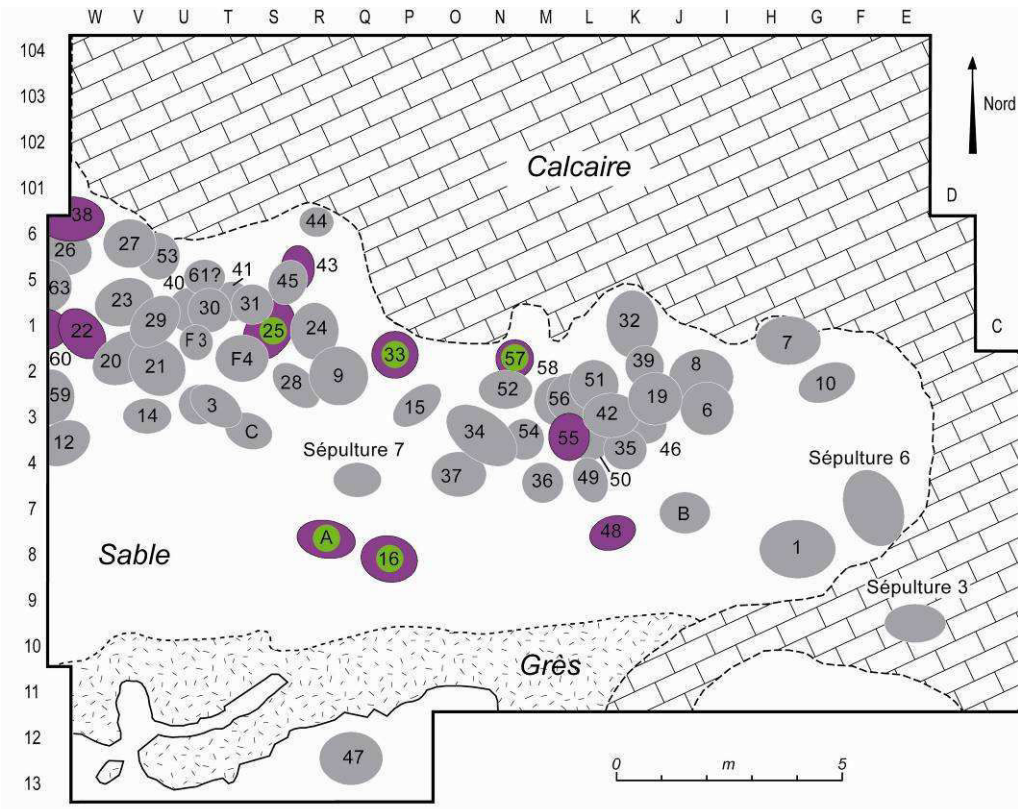 W V U T S R Q P O N M L K J I H G F E
104
103
102
101
6
5
1
2
3
4
7
8
9
10
11
12
13
Nord
Calcaire
D
C
38
44
26 27 53
63 40 61? 41 45 43
23 29 30 31
22 F 3 25 24 33 32 7
60 20 21 F4 57 58 39 8
59 28 9 52 51 10
14 3 15 56 42 19 6
12 C 34 54 55 35 46
Sépulture 7
37 36 49 50
Sépulture 6
A 48 B
Sable 16 1
Sépulture 3
Grès
47
0 m 5